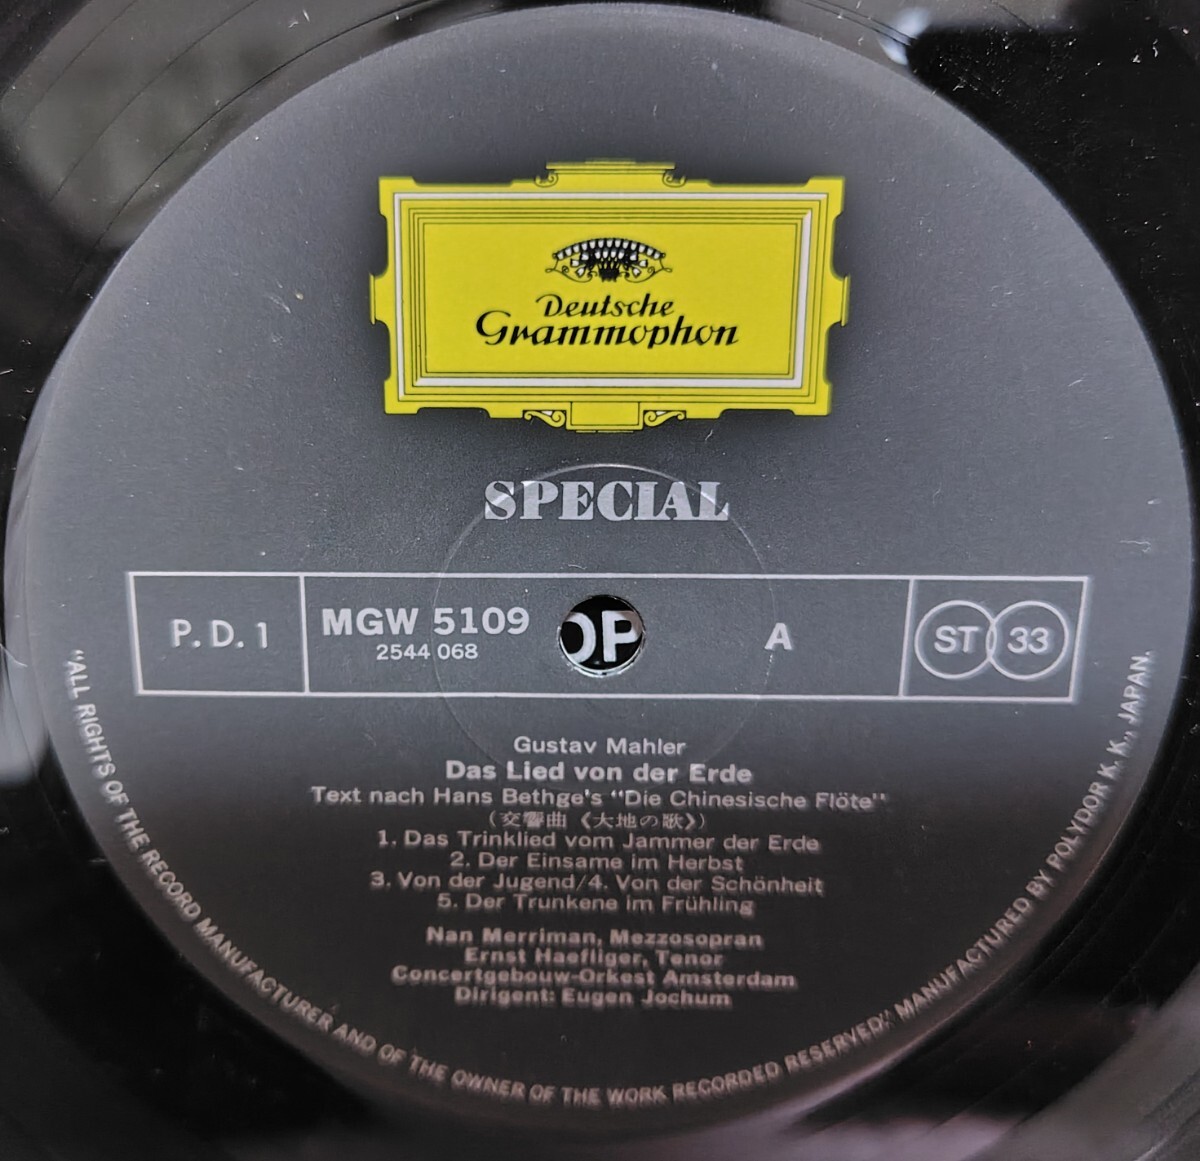 Deutsche
Grammophon
SPECIAL
P.D.1
MGW 5109
2544 068
OP
A
ST 33
Gustav Mahler
Das Lied von der Erde
Text nach Hans Bethge's "Die Chinesische Flöte"
(交響曲《大地の歌》)
1. Das Trinklied vom Jammer der Erde
2. Der Einsame im Herbst
3. Von der Jugend/4. Von der Schönheit
5. Der Trunkene im Frühling
Nan Merriman, Mezzosopran
Ernst Haefliger, Tenor
Concertgebouw-Orkest Amsterdam
Dirigent: Eugen Jochum
"ALL RIGHTS OF THE RECORD MANUFACTURER AND OF THE OWNER OF THE WORK RECORDED RESERVED." MANUFACTURED BY POLYDOR K. K., JAPAN.